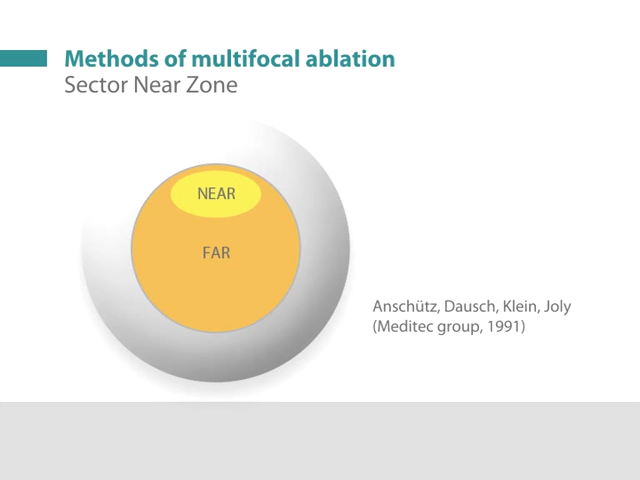 Methods of multifocal ablation
Sector Near Zone
NEAR
FAR
Anschütz, Dausch, Klein, Joly
(Meditec group, 1991)